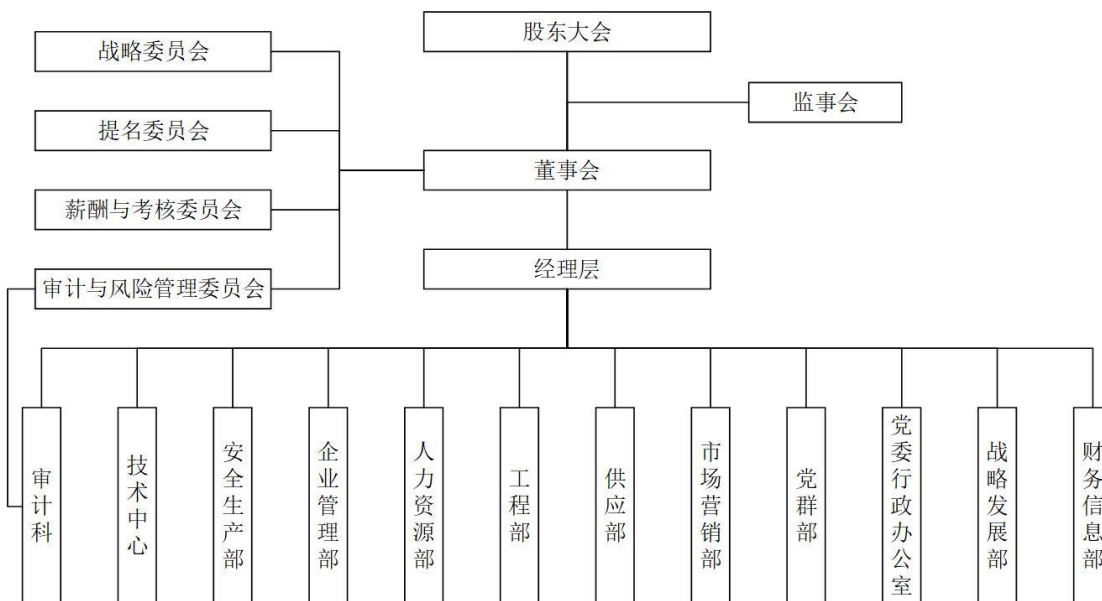 股东大会
战略委员会
监事会
提名委员会
董事会
薪酬与考核委员会
经理层
审计与风险管理委员会
审计科
技术中心
安全生产部
企业管理部
人力资源部
工程部
供应部
市场营销部
党群部
党委行政办公室
战略发展部
财务信息部